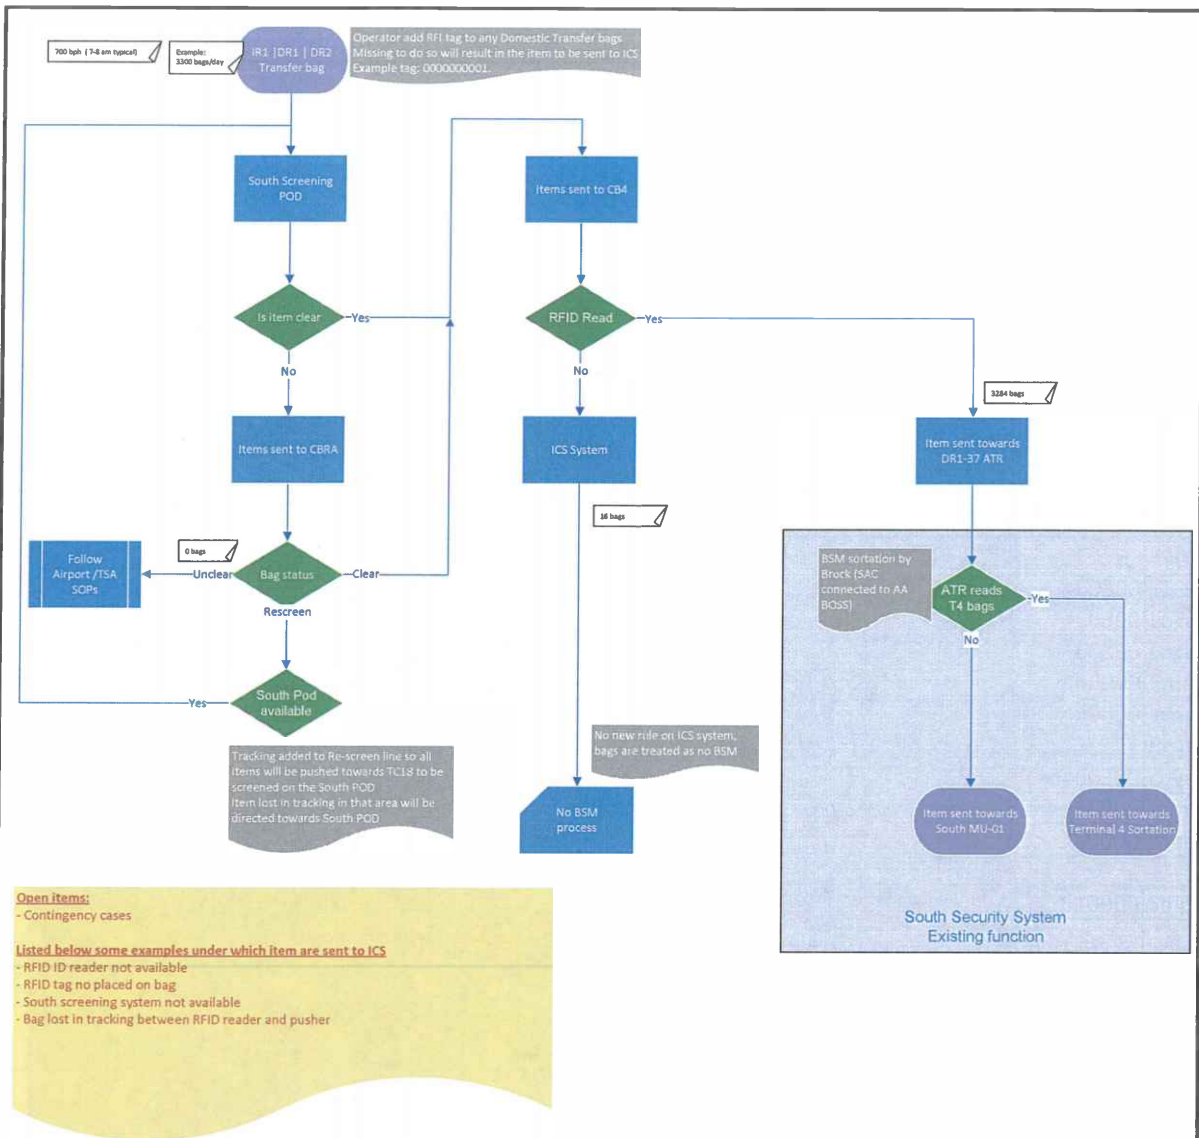 700 bph ( 7-8 am typical)
Example:
3300 bags/day
IR1 |DR1 | DR2
Transfer bag
Operator add RFI tag to any Domestic Transfer bags
Missing to do so will result in the item to be sent to ICS
Example tag: 0000000001.
South Screening
POD
Items sent to CB4
Is item clear
Yes
RFID Read
Yes
No
No
3284 bags
Items sent to CBRA
ICS System
Item sent towards
DR1-37 ATR
16 bags
0 bags
Follow
Airport /TSA
SOPs
Unclear
Bag status
Clear
Rescreen
BSM sortation by
Brock (SAC
connected to AA
BOSS)
ATR reads
T4 bags
Yes
No
South Pod
available
Yes
Tracking added to Re-screen line so all
items will be pushed towards TC18 to be
screened on the South POD
Item lost in tracking in that area will be
directed towards South POD
No new rule on ICS system,
bags are treated as no BSM
No BSM
process
Item sent towards
South MU-01
Item sent towards
Terminal 4 Sortation
South Security System
Existing function
Open items:
- Contingency cases
Listed below some examples under which item are sent to ICS
- RFID ID reader not available
- RFID tag no placed on bag
- South screening system not available
- Bag lost in tracking between RFID reader and pusher